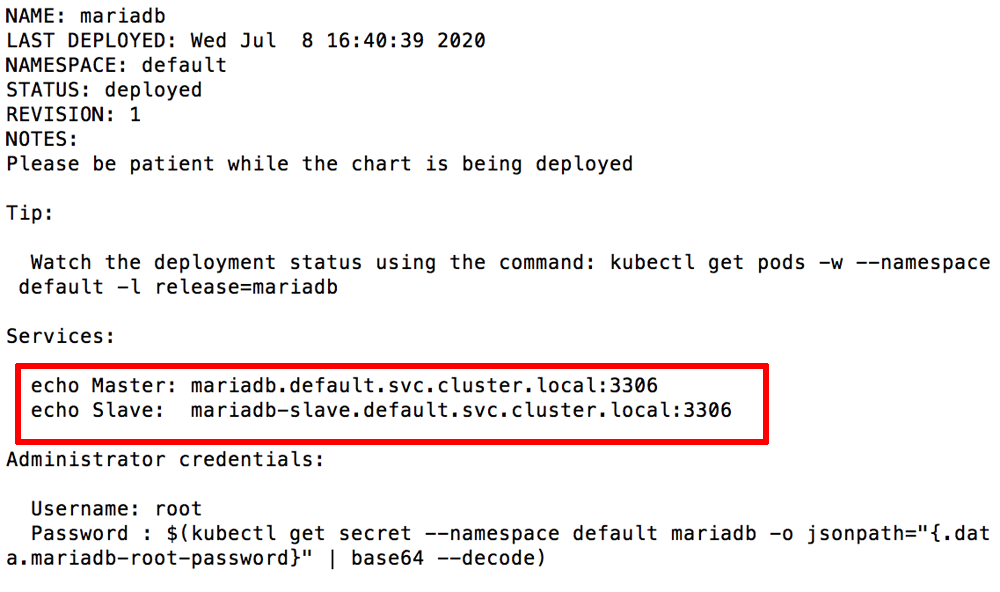 NAME: mariadb
LAST DEPLOYED: Wed Jul  8 16:40:39 2020
NAMESPACE: default
STATUS: deployed
REVISION: 1
NOTES:
Please be patient while the chart is being deployed
Tip:
Watch the deployment status using the command: kubectl get pods -w --namespace
default -l release=mariadb
Services:
echo Master: mariadb.default.svc.cluster.local:3306
echo Slave:  mariadb-slave.default.svc.cluster.local:3306
Administrator credentials:
Username: root
Password : $(kubectl get secret --namespace default mariadb -o jsonpath="{.dat
a.mariadb-root-password}" | base64 --decode)